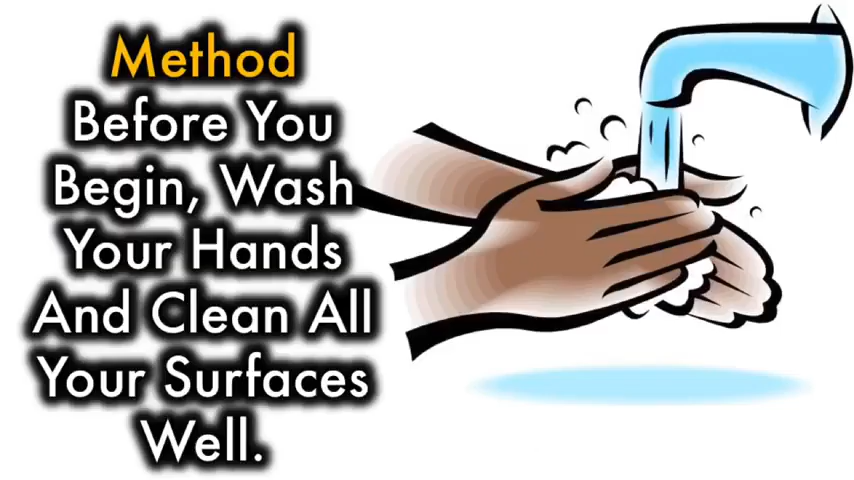 Method
Before You
Begin, Wash
Your Hands
And Clean All
Your Surfaces
Well.